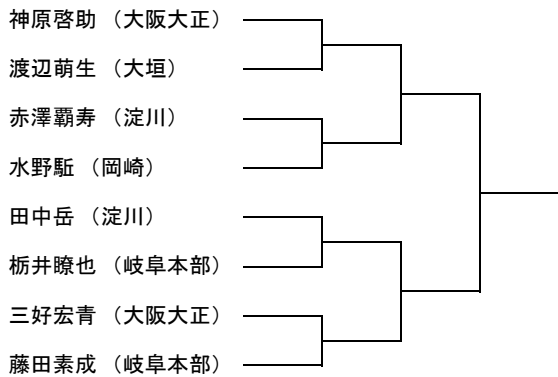 神原啓助 （大阪大正）
渡辺萌生 （大垣）
赤澤覇寿 （淀川）
水野駈 （岡崎）
田中岳 （淀川）
栃井瞭也 （岐阜本部）
三好宏青 （大阪大正）
藤田素成 （岐阜本部）